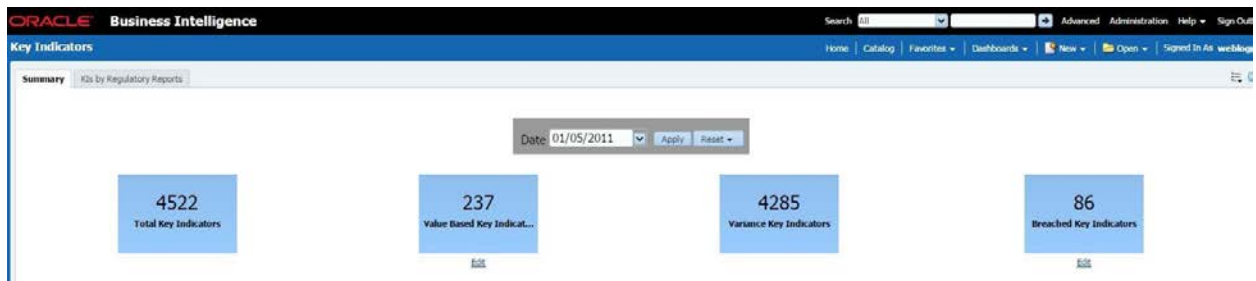 ORACLE Business Intelligence Search All Advanced Administration Help Sign Out
Key Indicators Home Catalog Favorites Dashboards New Open Signed In As weblogi
Summary KIs by Regulatory Reports
Date 01/05/2011 Apply Reset
4522 237 4285 86
Total Key Indicators Value Based Key Indicat... Variance Key Indicators Breached Key Indicators
Edit Edit